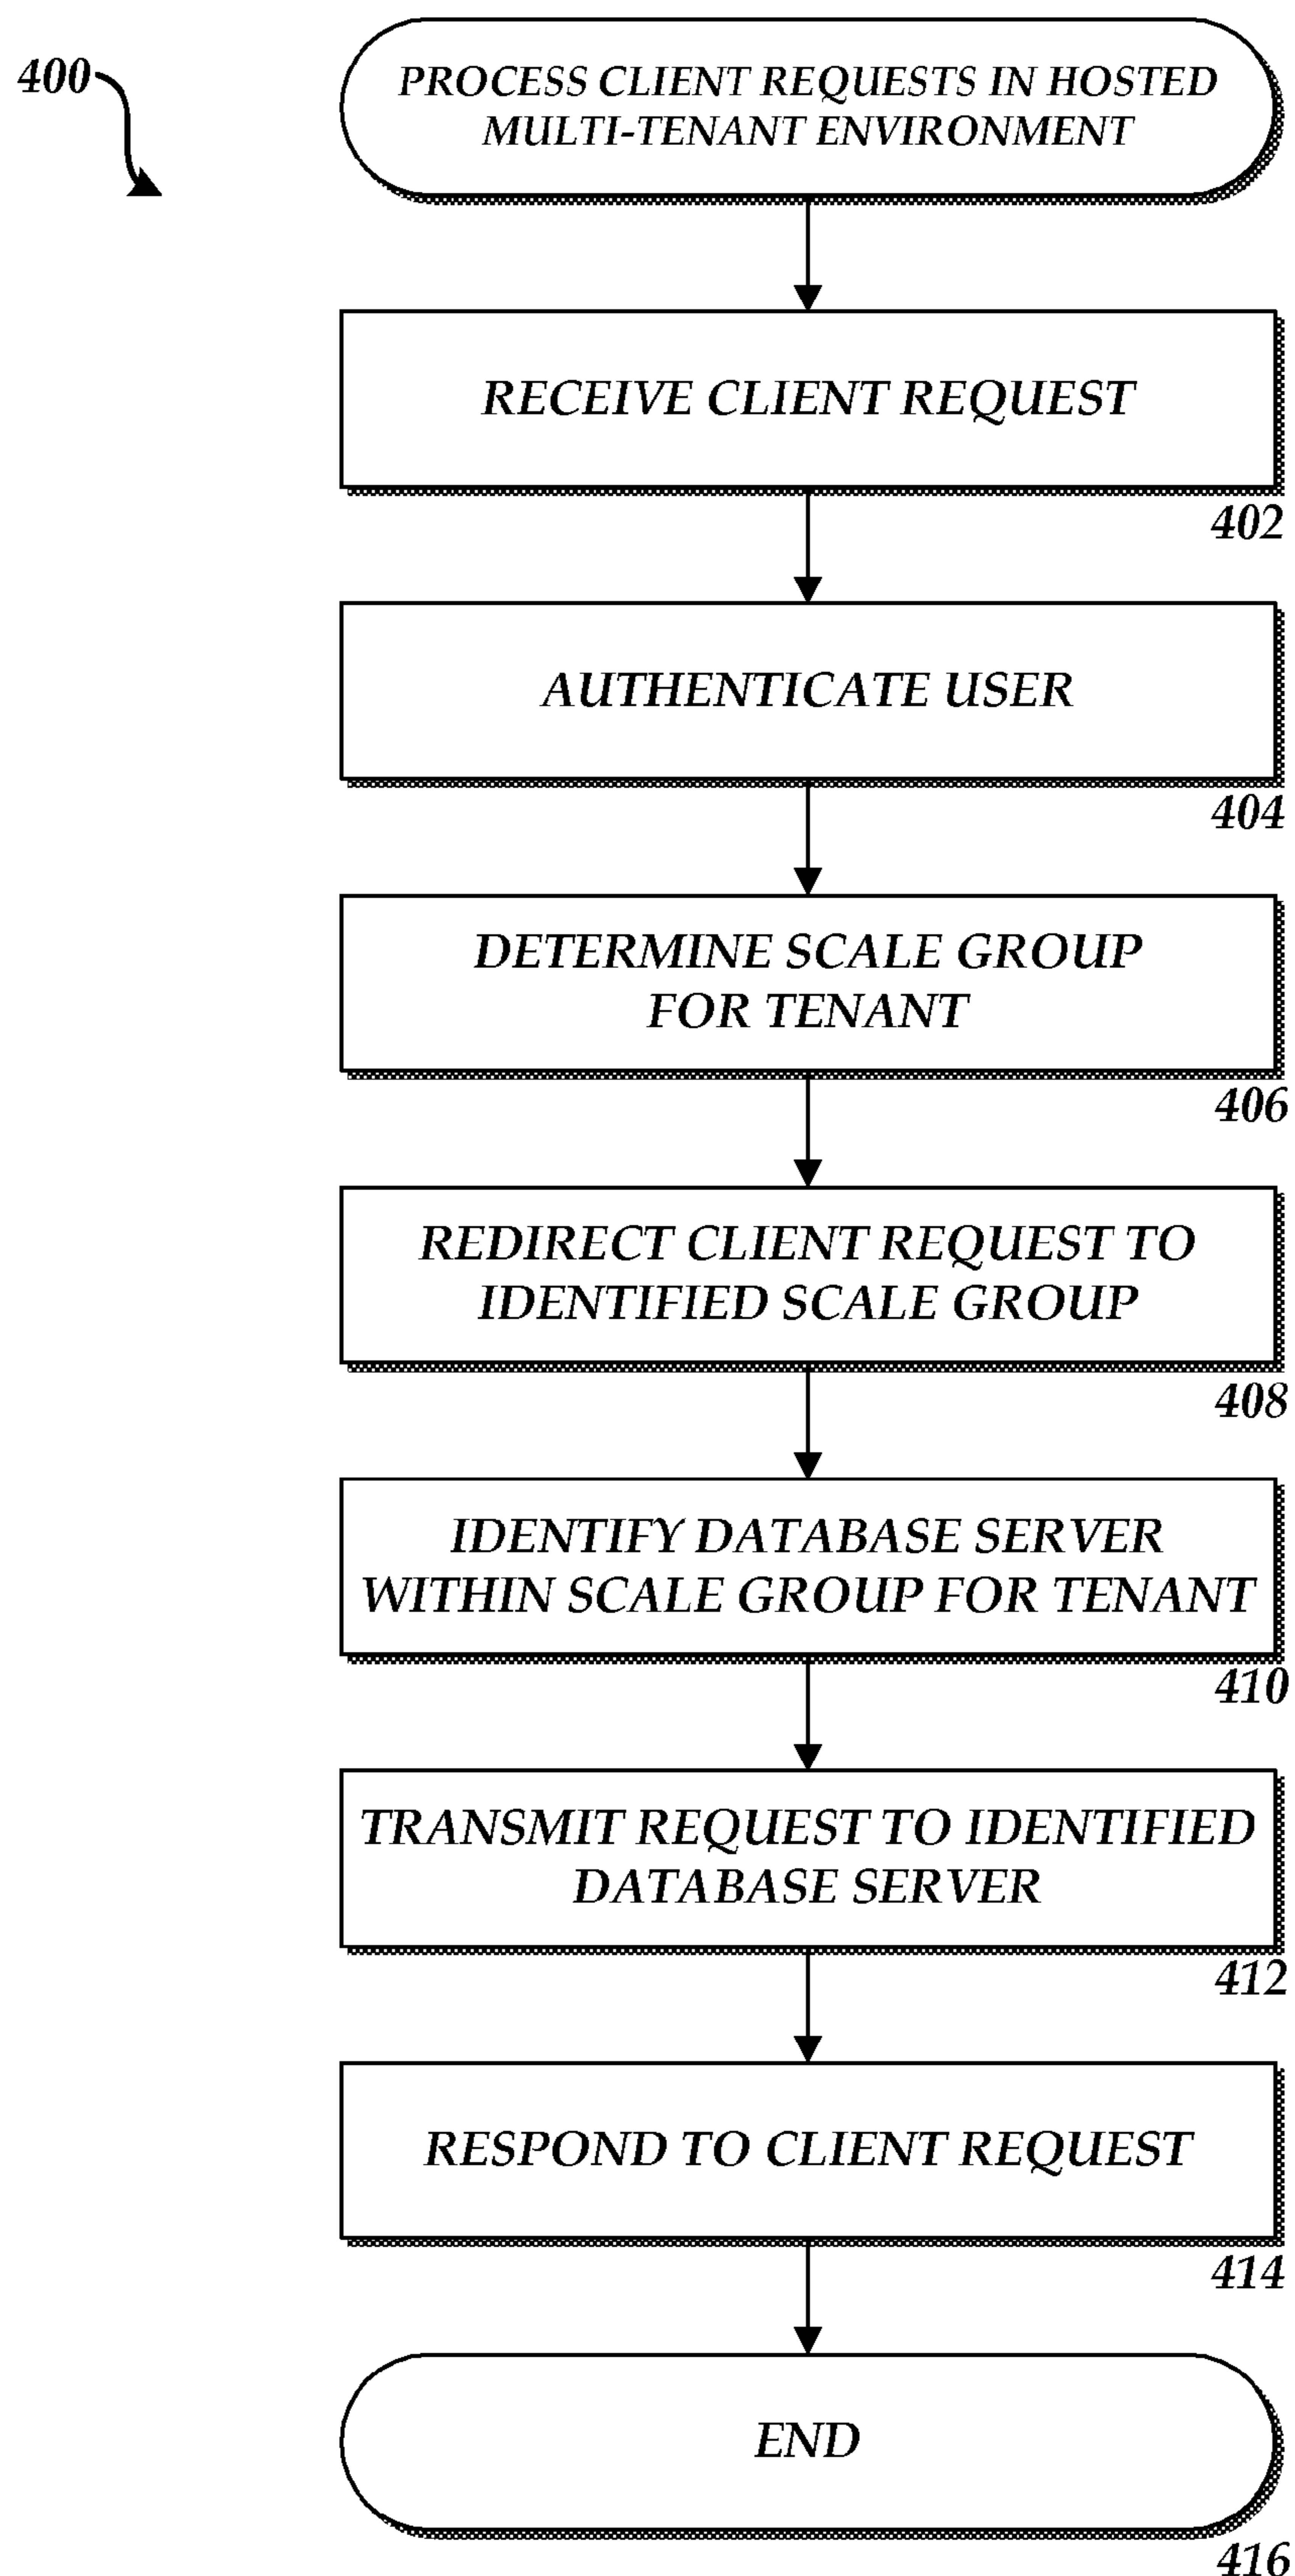 400
PROCESS CLIENT REQUESTS IN HOSTED
MULTI-TENANT ENVIRONMENT
RECEIVE CLIENT REQUEST
402
AUTHENTICATE USER
404
DETERMINE SCALE GROUP
FOR TENANT
406
REDIRECT CLIENT REQUEST TO
IDENTIFIED SCALE GROUP
408
IDENTIFY DATABASE SERVER
WITHIN SCALE GROUP FOR TENANT
410
TRANSMIT REQUEST TO IDENTIFIED
DATABASE SERVER
412
RESPOND TO CLIENT REQUEST
414
END
416